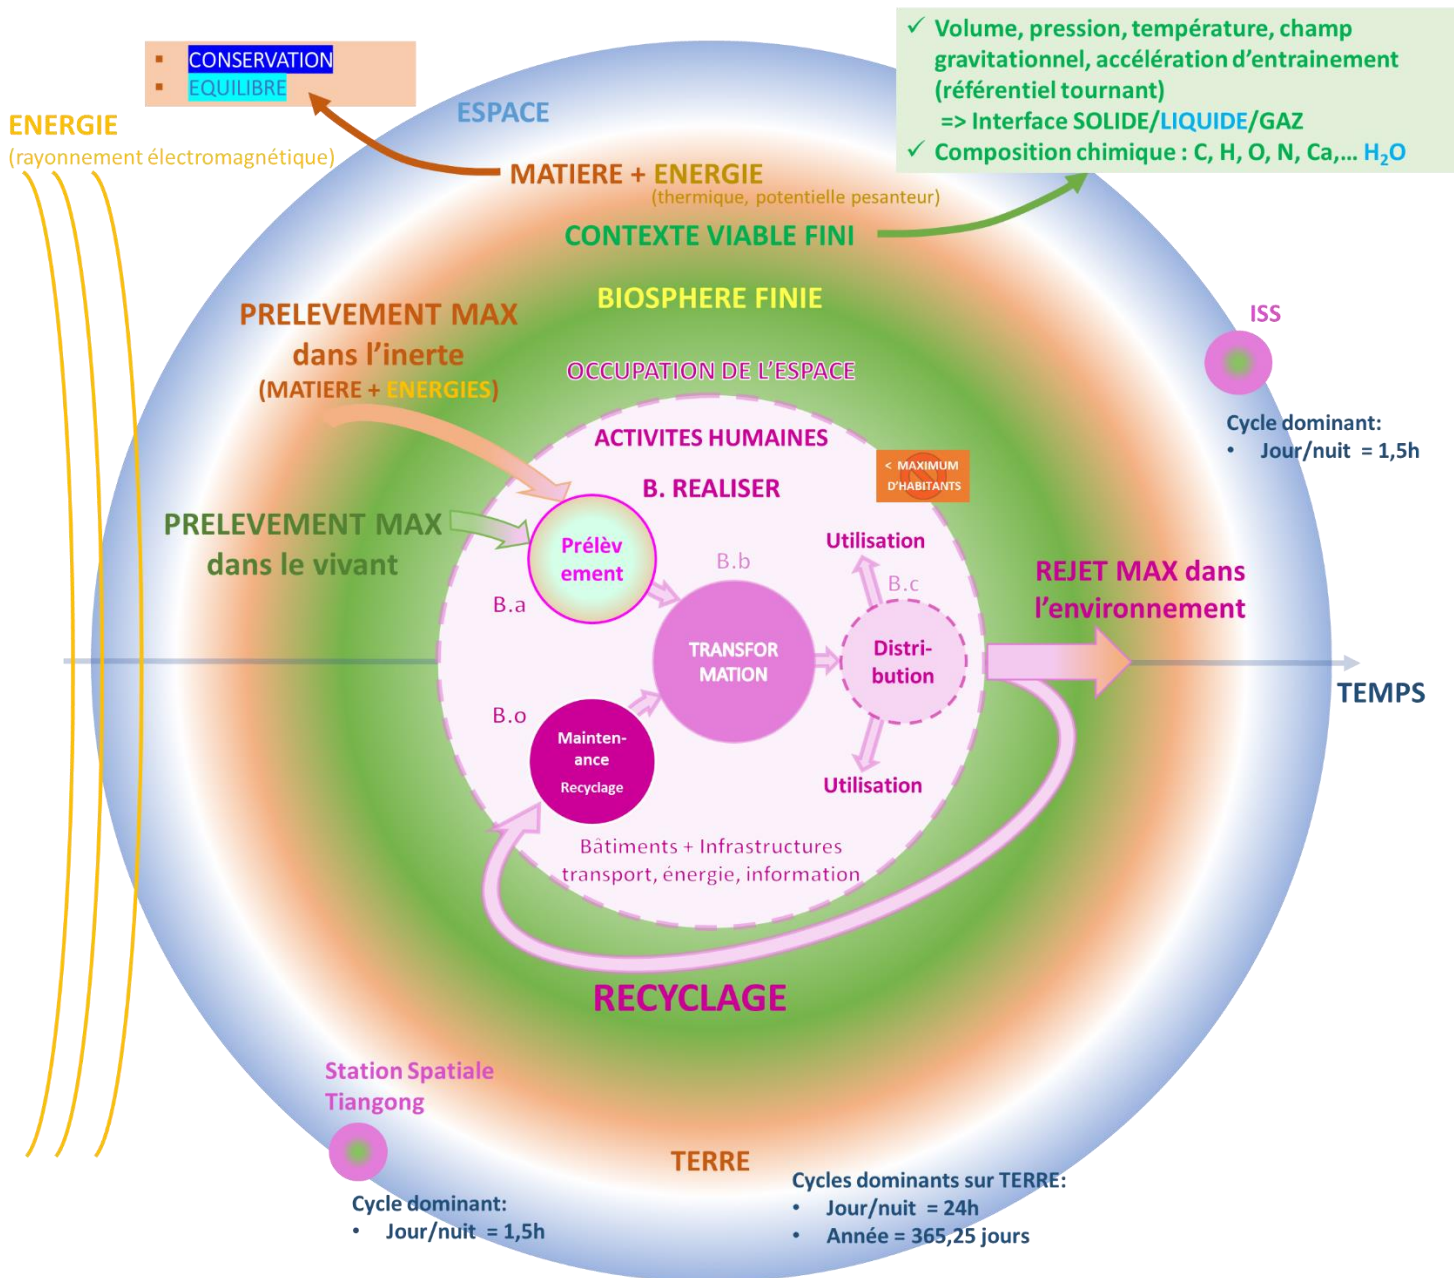 CONSERVATION
EQUILIBRE
Volume, pression, température, champ
gravitationnel, accélération d’entrainement
(référentiel tournant)
=> Interface SOLIDE/LIQUIDE/GAZ
Composition chimique : C, H, O, N, Ca,... H₂O
ENERGIE
(rayonnement électromagnétique)
ESPACE
MATIERE + ENERGIE
(thermique, potentielle pesanteur)
CONTEXTE VIABLE FINI
BIOSPHERE FINIE
PRELEVEMENT MAX
dans l’inerte
(MATIERE + ENERGIES)
ISS
OCCUPATION DE L’ESPACE
Cycle dominant:
• Jour/nuit = 1,5h
ACTIVITES HUMAINES
B. REALISER
< MAXIMUM
D’HABITANTS
PRELEVEMENT MAX
dans le vivant
Prélèv
ement
B.a
B.b
Utilisation
B.c
REJET MAX dans
l’environnement
TRANSFOR
MATION
Distri-
bution
TEMPS
B.o
Mainten-
ance
Recyclage
Utilisation
Bâtiments + Infrastructures
transport, énergie, information
RECYCLAGE
Station Spatiale
Tiangong
Cycle dominant:
• Jour/nuit = 1,5h
TERRE
Cycles dominants sur TERRE:
• Jour/nuit = 24h
• Année = 365,25 jours